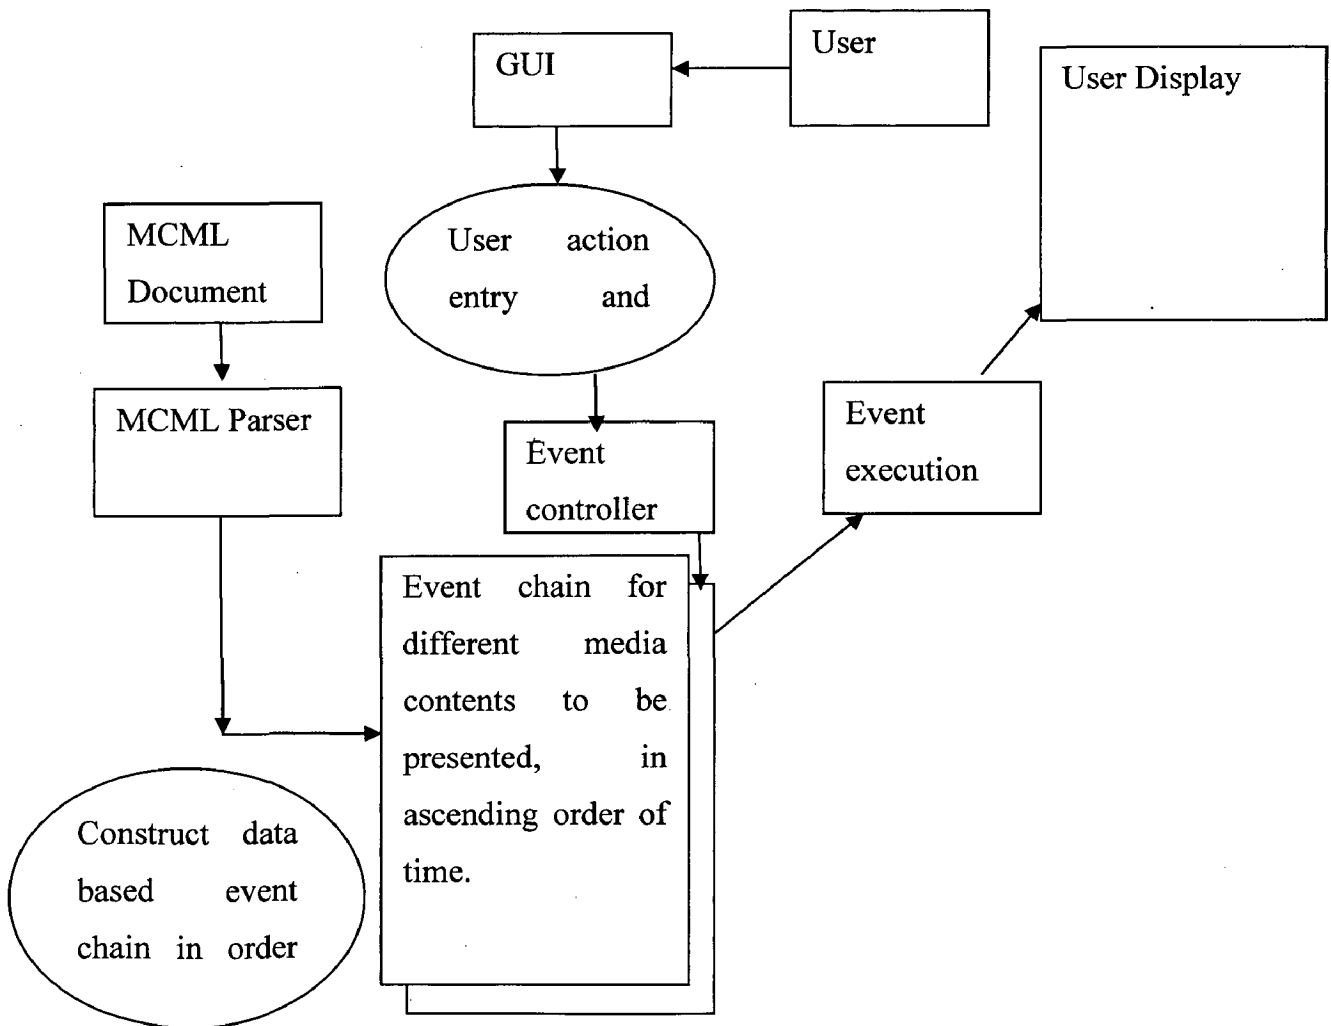 GUI
User
User Display
User action
entry and
MCML
Document
MCML Parser
Event
controller
Event
execution
Event chain for
different media
contents to be
presented, in
ascending order of
time.
Construct data
based event
chain in order